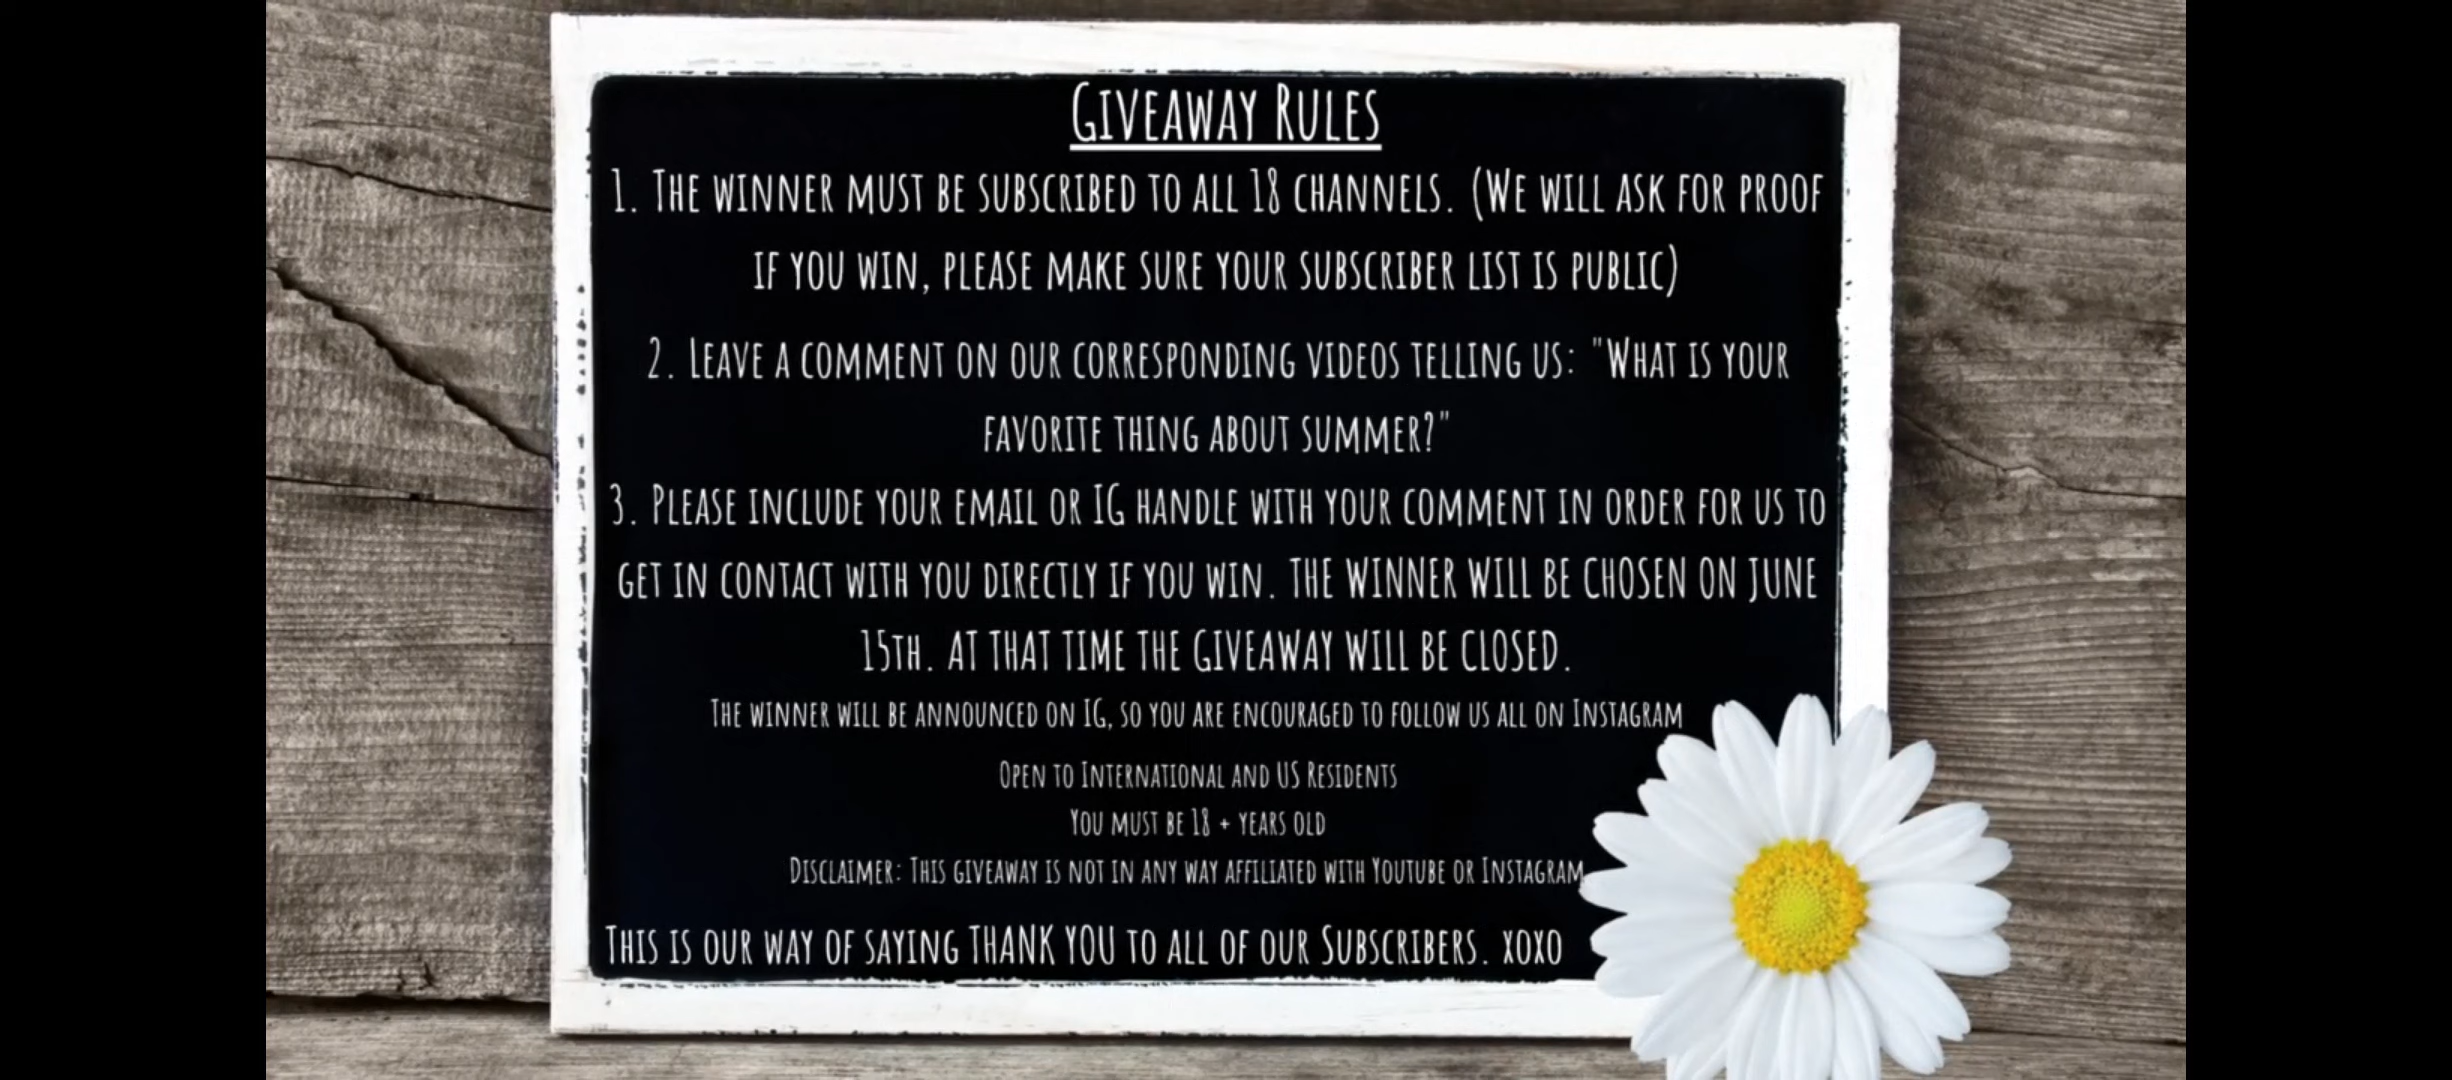 Giveaway Rules
1. The winner must be subscribed to all 18 channels. (We will ask for proof
if you win, please make sure your subscriber list is public)
2. Leave a comment on our corresponding videos telling us: "What is your
favorite thing about summer?"
3. Please include your email or IG handle with your comment in order for us to
get in contact with you directly if you win. THE WINNER WILL BE CHOSEN ON JUNE
15TH. AT THAT TIME THE GIVEAWAY WILL BE CLOSED.
The winner will be announced on IG, so you are encouraged to follow us all on Instagram
Open to International and US Residents
You must be 18 + years old
Disclaimer: This giveaway is not in any way affiliated with Youtube or Instagram
This is our way of saying THANK YOU to all of our Subscribers. xoxo